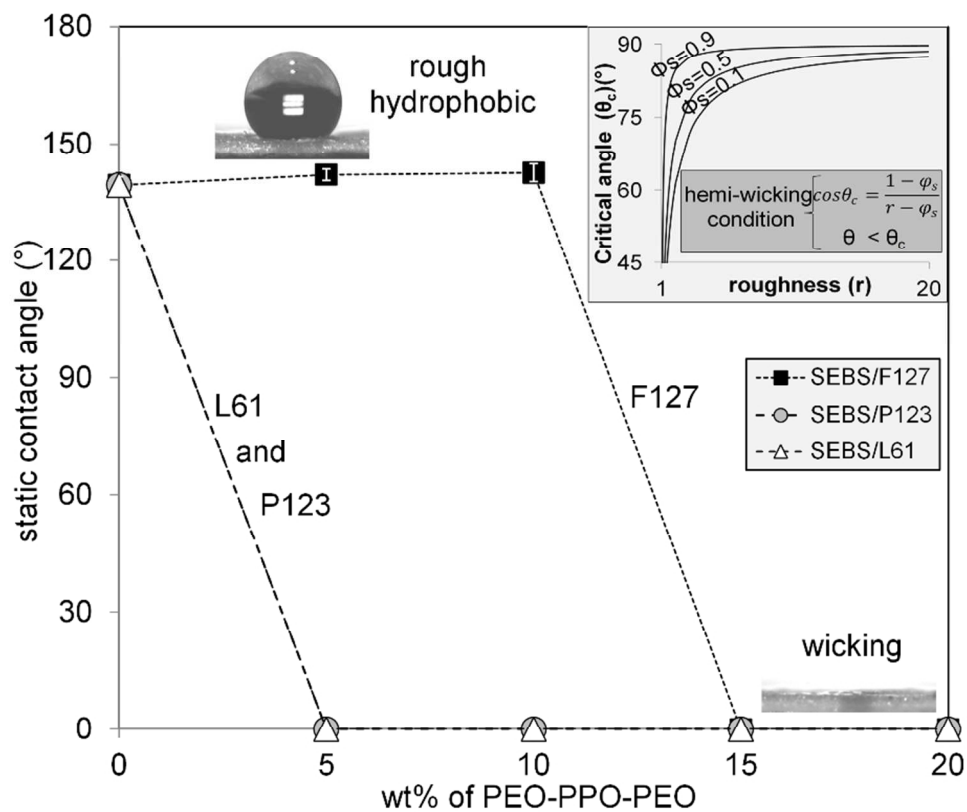 180
150
120
90
60
30
0
static contact angle (°)
0
5
10
15
20
wt% of PEO-PPO-PEO
rough
hydrophobic
L61
and
P123
F127
wicking
SEBS/F127
SEBS/P123
SEBS/L61
90
75
60
45
Critical angle (θc)(°)
1
20
roughness (r)
Φs=0.9
Φs=0.5
Φs=0.1
hemi-wicking
condition
cosθc = (1 − φs)/(r − φs)
θ < θc